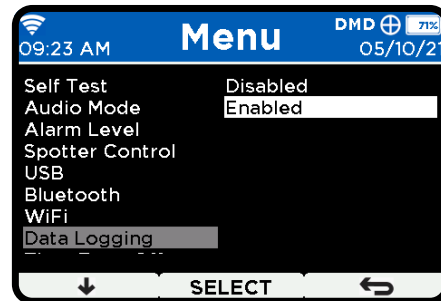 DMD 71%
09:23 AM Menu 05/10/21
Self Test Disabled
Audio Mode Enabled
Alarm Level
Spotter Control
USB
Bluetooth
WiFi
Data Logging
SELECT